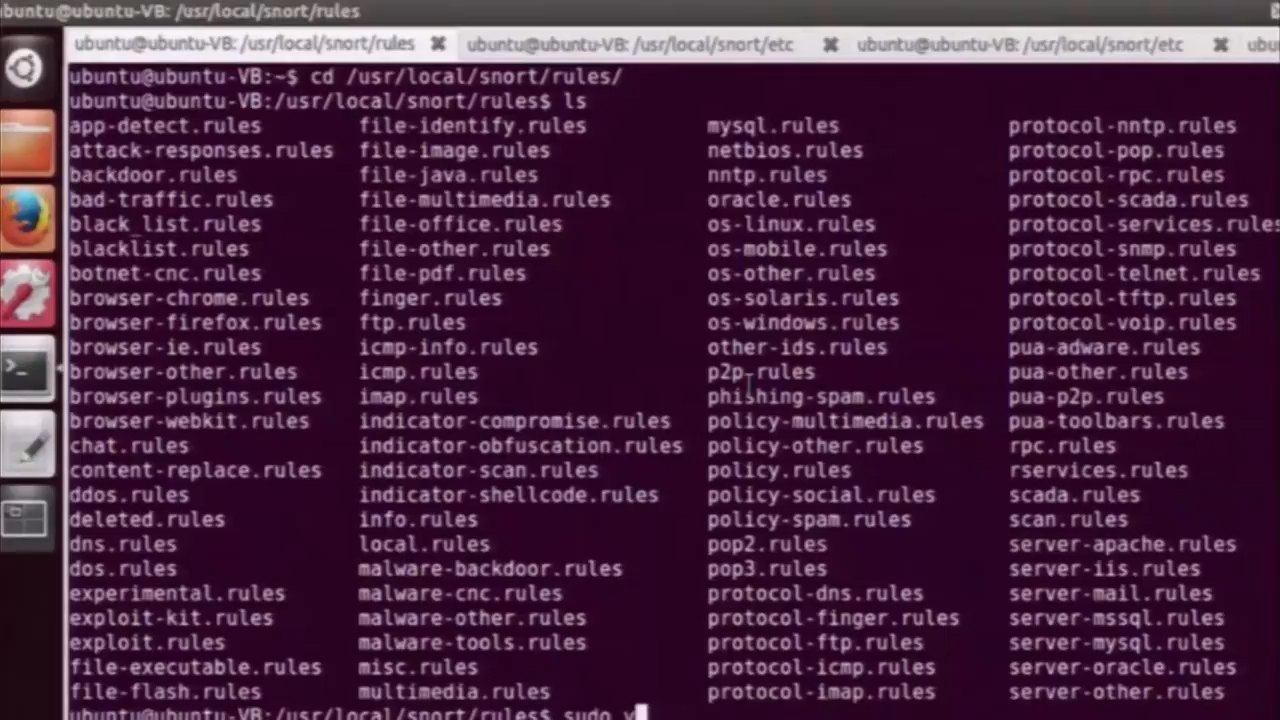 ubuntu@ubuntu-VB: /usr/local/snort/rules
ubuntu@ubuntu-VB: /usr/local/snort/rules ubuntu@ubuntu-VB: /usr/local/snort/etc ubuntu@ubuntu-VB: /usr/local/snort/etc ubu
ubuntu@ubuntu-VB:~$ cd /usr/local/snort/rules/
ubuntu@ubuntu-VB:/usr/local/snort/rules$ ls
app-detect.rules file-identify.rules mysql.rules protocol-nntp.rules
attack-responses.rules file-image.rules netbios.rules protocol-pop.rules
backdoor.rules file-java.rules nntp.rules protocol-rpc.rules
bad-traffic.rules file-multimedia.rules oracle.rules protocol-scada.rules
black_list.rules file-office.rules os-linux.rules protocol-services.rules
blacklist.rules file-other.rules os-mobile.rules protocol-snmp.rules
botnet-cnc.rules file-pdf.rules os-other.rules protocol-telnet.rules
browser-chrome.rules finger.rules os-solaris.rules protocol-tftp.rules
browser-firefox.rules ftp.rules os-windows.rules protocol-voip.rules
browser-ie.rules icmp-info.rules other-ids.rules pua-adware.rules
browser-other.rules icmp.rules p2p.rules pua-other.rules
browser-plugins.rules imap.rules phishing-spam.rules pua-p2p.rules
browser-webkit.rules indicator-compromise.rules policy-multimedia.rules pua-toolbars.rules
chat.rules indicator-obfuscation.rules policy-other.rules rpc.rules
content-replace.rules indicator-scan.rules policy.rules rservices.rules
ddos.rules indicator-shellcode.rules policy-social.rules scada.rules
deleted.rules info.rules policy-spam.rules scan.rules
dns.rules local.rules pop2.rules server-apache.rules
dos.rules malware-backdoor.rules pop3.rules server-iis.rules
experimental.rules malware-cnc.rules protocol-dns.rules server-mail.rules
exploit-kit.rules malware-other.rules protocol-finger.rules server-mssql.rules
exploit.rules malware-tools.rules protocol-ftp.rules server-mysql.rules
file-executable.rules misc.rules protocol-icmp.rules server-oracle.rules
file-flash.rules multimedia.rules protocol-imap.rules server-other.rules
ubuntu@ubuntu-VB:/usr/local/snort/rules$ sudo v